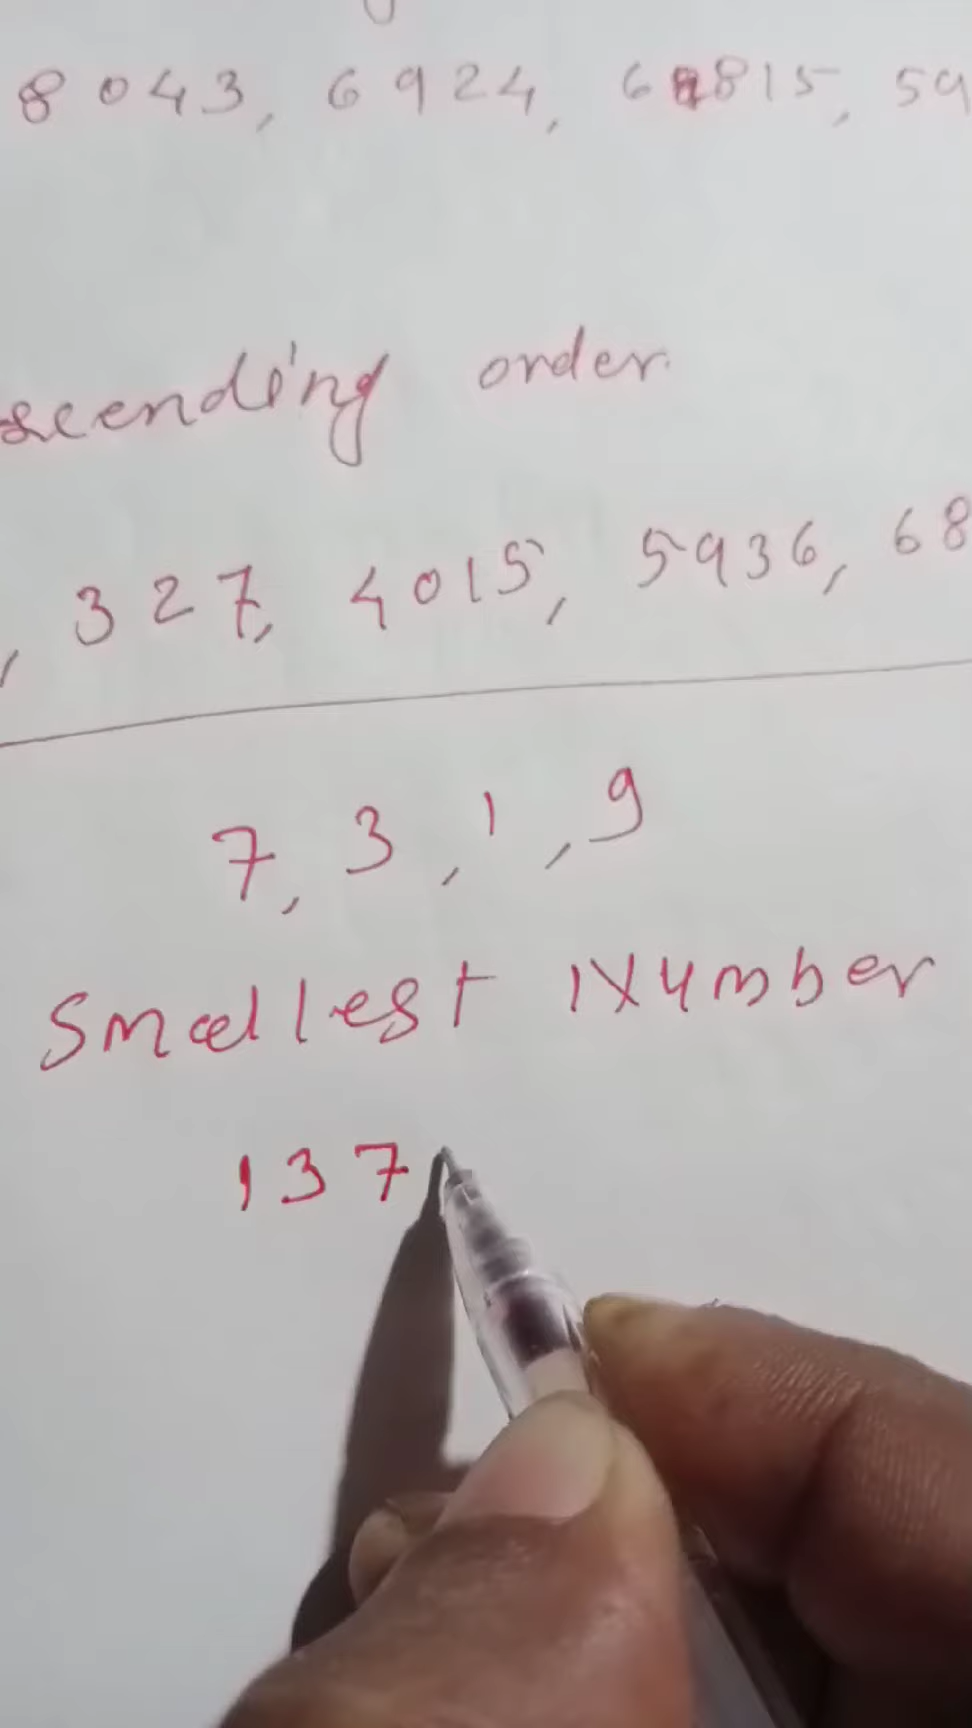 8043, 6924, 6815, 59
scending order.
, 327, 4015, 5936, 68
7, 3, 1, 9
Smallest Number
137